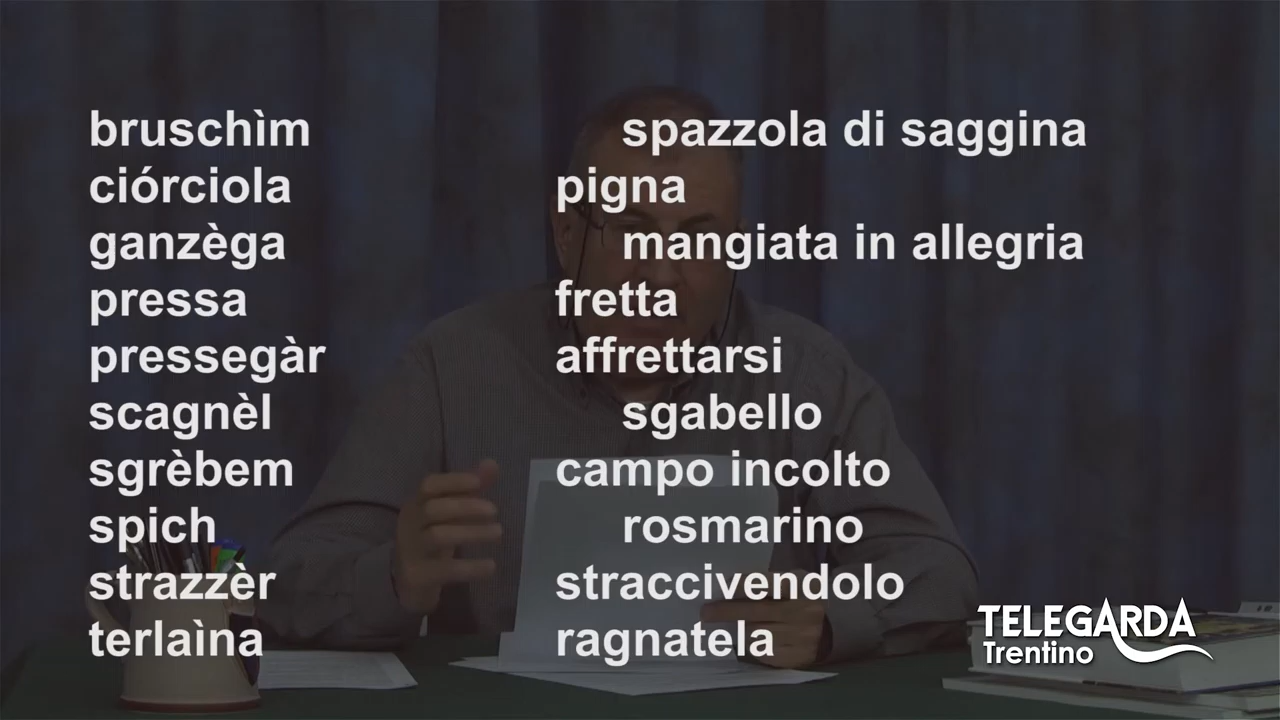 bruschìm spazzola di saggina
ciórciola pigna
ganzèga mangiata in allegria
pressa fretta
pressegàr affrettarsi
scagnèl sgabello
sgrèbem campo incolto
spich rosmarino
strazzèr straccivendolo
terlaìna ragnatela
TELEGARDA
Trentino